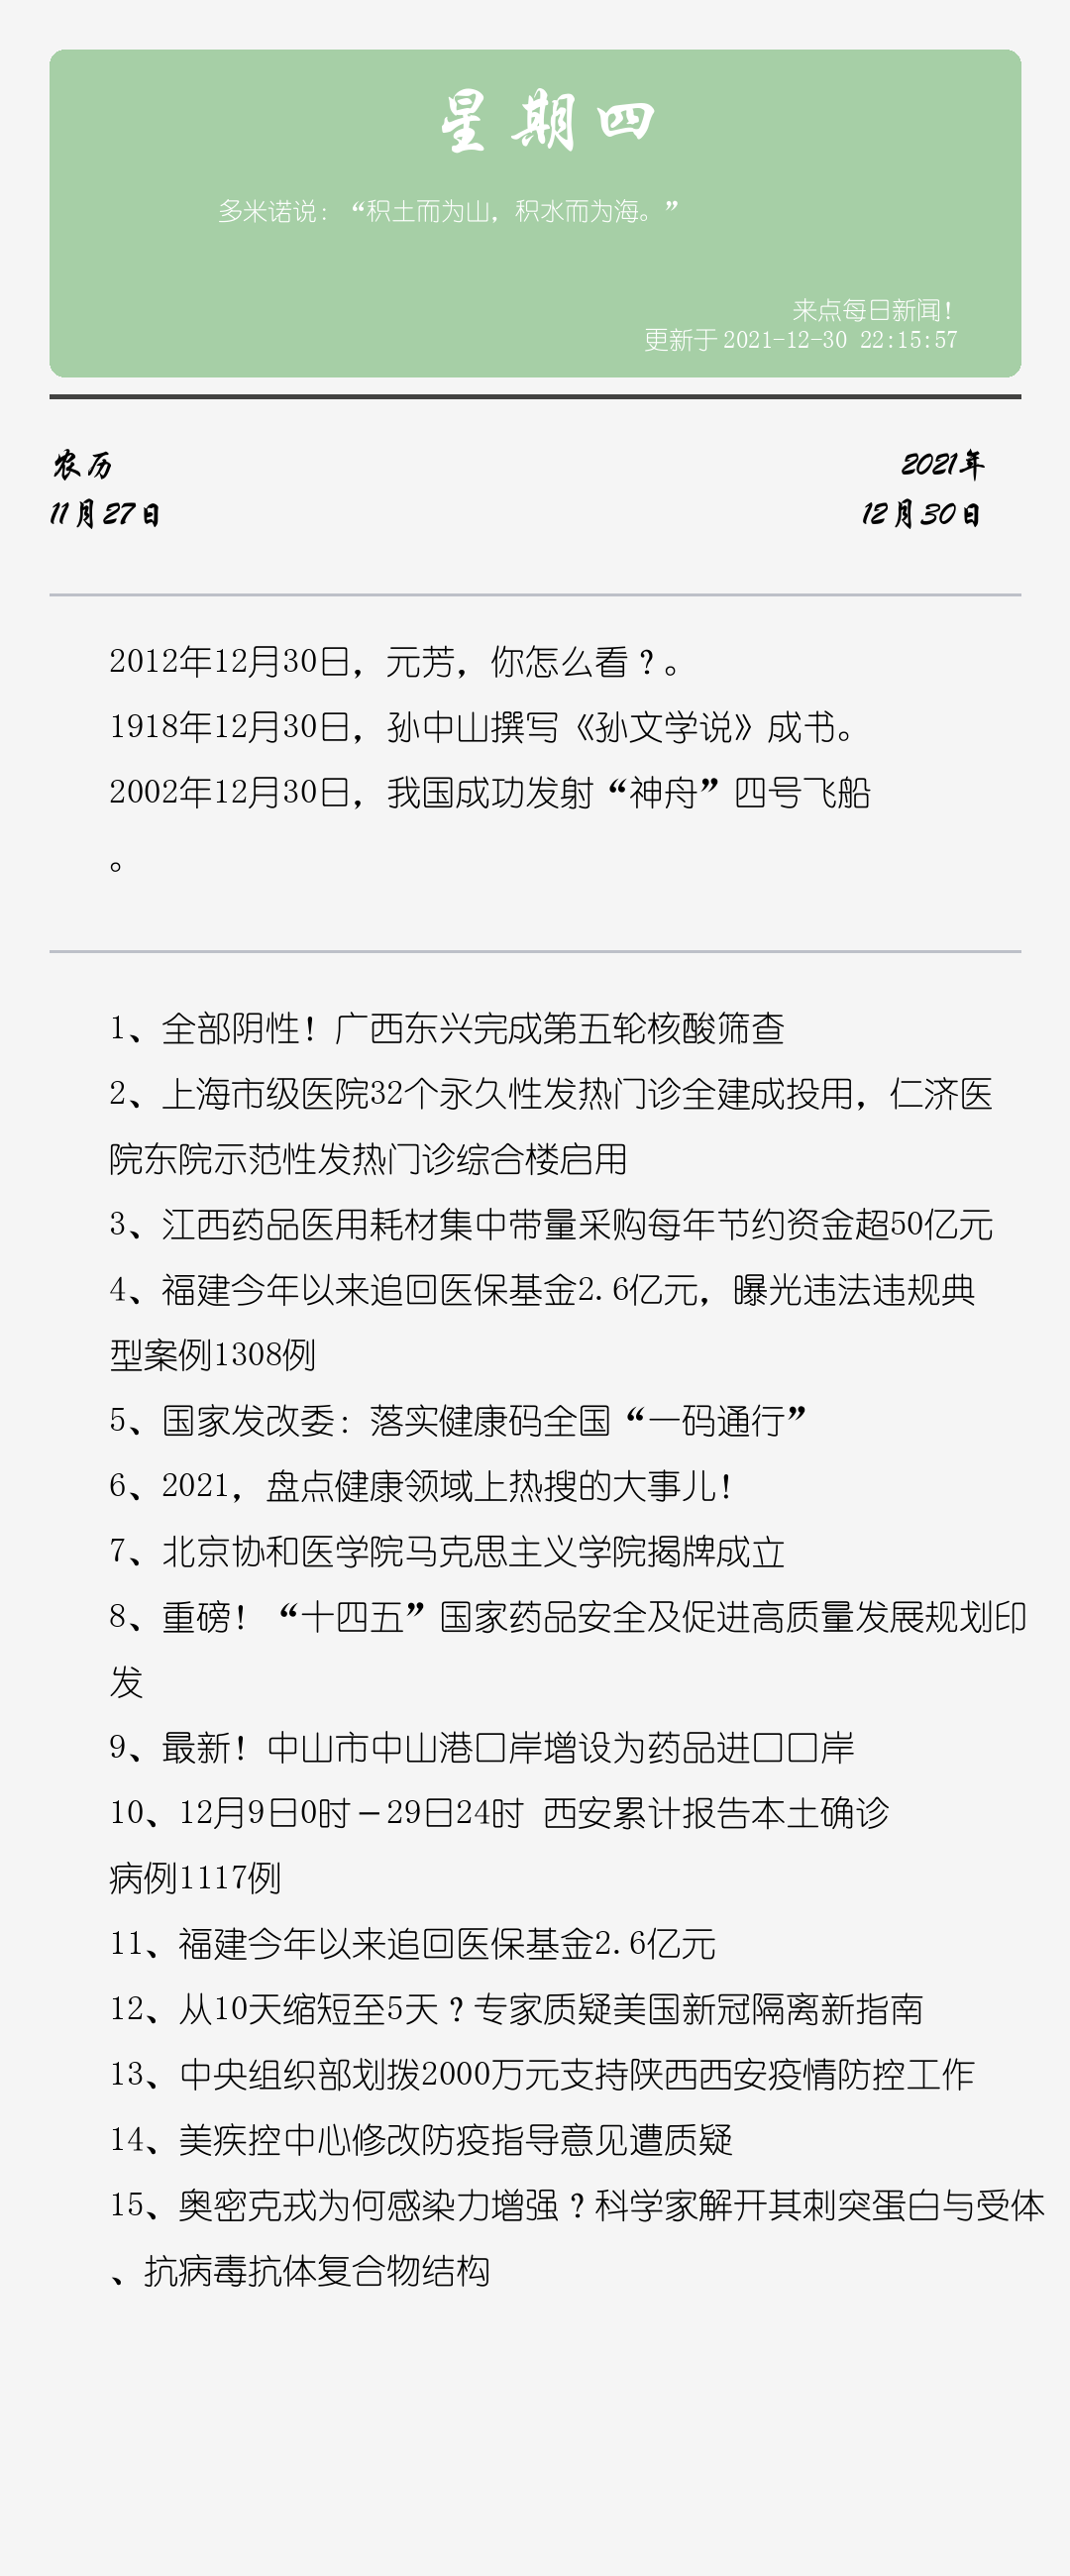 星期四
多米诺说：“积土而为山，积水而为海。”
来点每日新闻！
更新于2021-12-30 22:15:57
农历
2021年
11月27日
12月30日
2012年12月30日，元芳，你怎么看？。
1918年12月30日，孙中山撰写《孙文学说》成书。
2002年12月30日，我国成功发射“神舟”四号飞船
。
1、全部阴性！广西东兴完成第五轮核酸筛查
2、上海市级医院32个永久性发热门诊全建成投用，仁济医
院东院示范性发热门诊综合楼启用
3、江西药品医用耗材集中带量采购每年节约资金超50亿元
4、福建今年以来追回医保基金2.6亿元，曝光违法违规典
型案例1308例
5、国家发改委：落实健康码全国“一码通行”
6、2021，盘点健康领域上热搜的大事儿！
7、北京协和医学院马克思主义学院揭牌成立
8、重磅！“十四五”国家药品安全及促进高质量发展规划印
发
9、最新！中山市中山港口岸增设为药品进口口岸
10、12月9日0时－29日24时 西安累计报告本土确诊
病例1117例
11、福建今年以来追回医保基金2.6亿元
12、从10天缩短至5天？专家质疑美国新冠隔离新指南
13、中央组织部划拨2000万元支持陕西西安疫情防控工作
14、美疾控中心修改防疫指导意见遭质疑
15、奥密克戎为何感染力增强？科学家解开其刺突蛋白与受体
、抗病毒抗体复合物结构